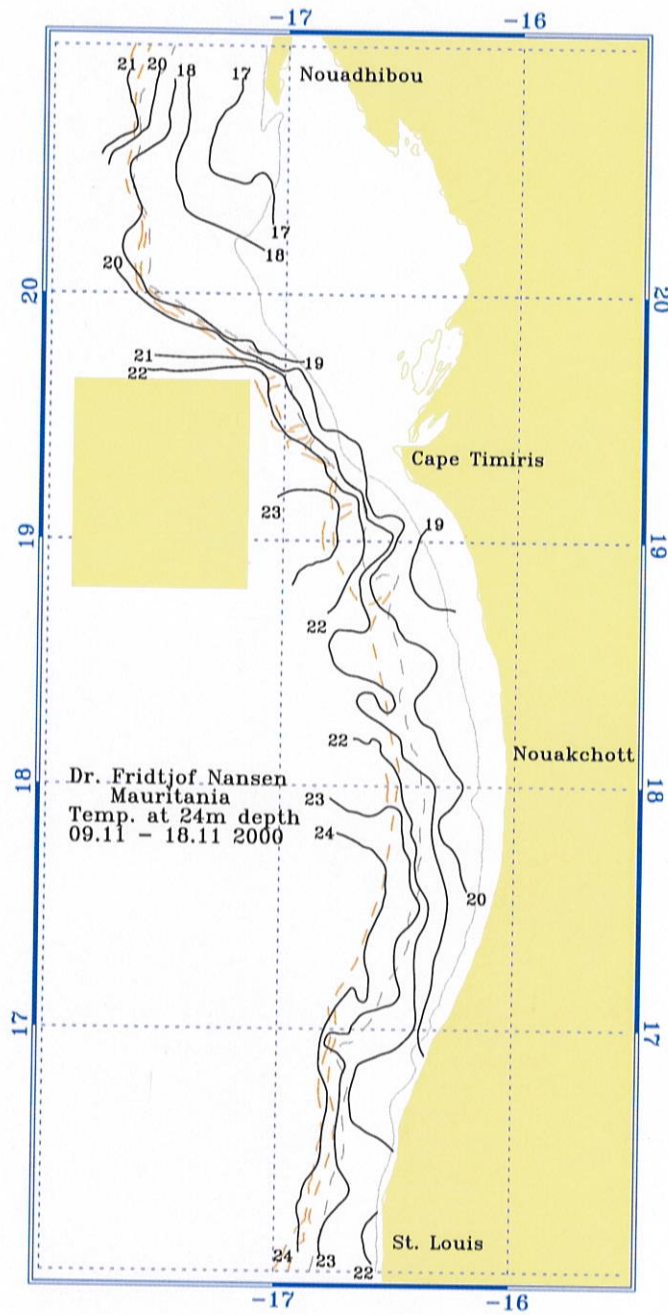 -17 -16
21 20 18 17 Nouadhibou
17
18
20
20 20
21 19
22
Cape Timiris
23 19
19 19
22
22 Nouakchott
18 18
Dr. Fridtjof Nansen
Mauritania
Temp. at 24m depth
09.11 - 18.11 2000
23
24
20
17 17
St. Louis
24 23 22
-17 -16